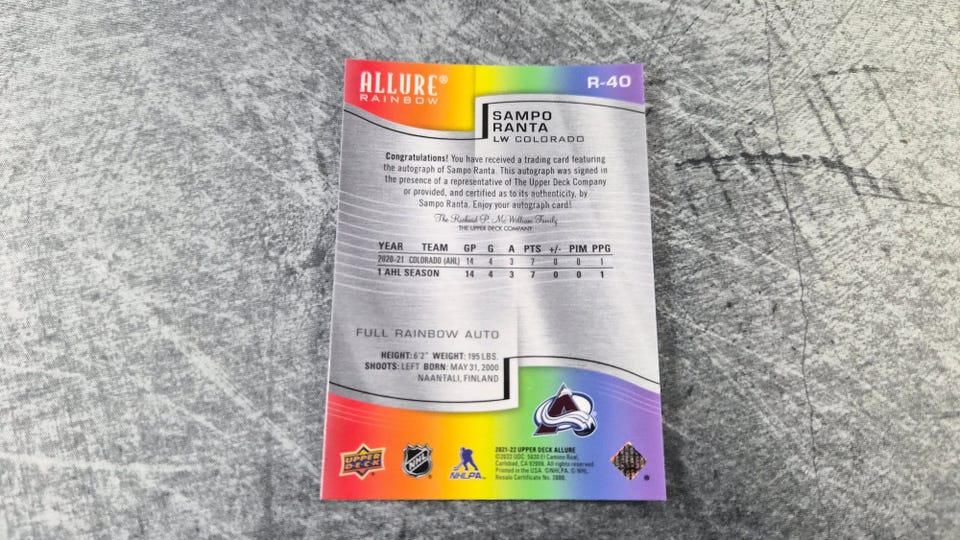 ALLURE®
RAINBOW
R-40
SAMPO
RANTA
LW COLORADO
Congratulations! You have received a trading card featuring
the autograph of Sampo Ranta. This autograph was signed in
the presence of a representative of The Upper Deck Company
or provided, and certified as to its authenticity, by
Sampo Ranta. Enjoy your autograph card!
The Richard P. McWilliam Family
THE UPPER DECK COMPANY
YEAR TEAM GP G A PTS +/- PIM PPG
2020-21 COLORADO (AHL) 14 4 3 7 0 0 1
1 AHL SEASON 14 4 3 7 0 0 1
FULL RAINBOW AUTO
HEIGHT: 6'2" WEIGHT: 195 LBS.
SHOOTS: LEFT BORN: MAY 31, 2000
NAANTALI, FINLAND
UPPER
DECK
NHL
NHLPA
2021-22 UPPER DECK ALLURE
©2022 UDC. 5830 El Camino Real,
Carlsbad, CA 92008. All rights reserved.
Printed in the USA. ©NHLPA. © NHL.
Resale Certificate No. 2000.